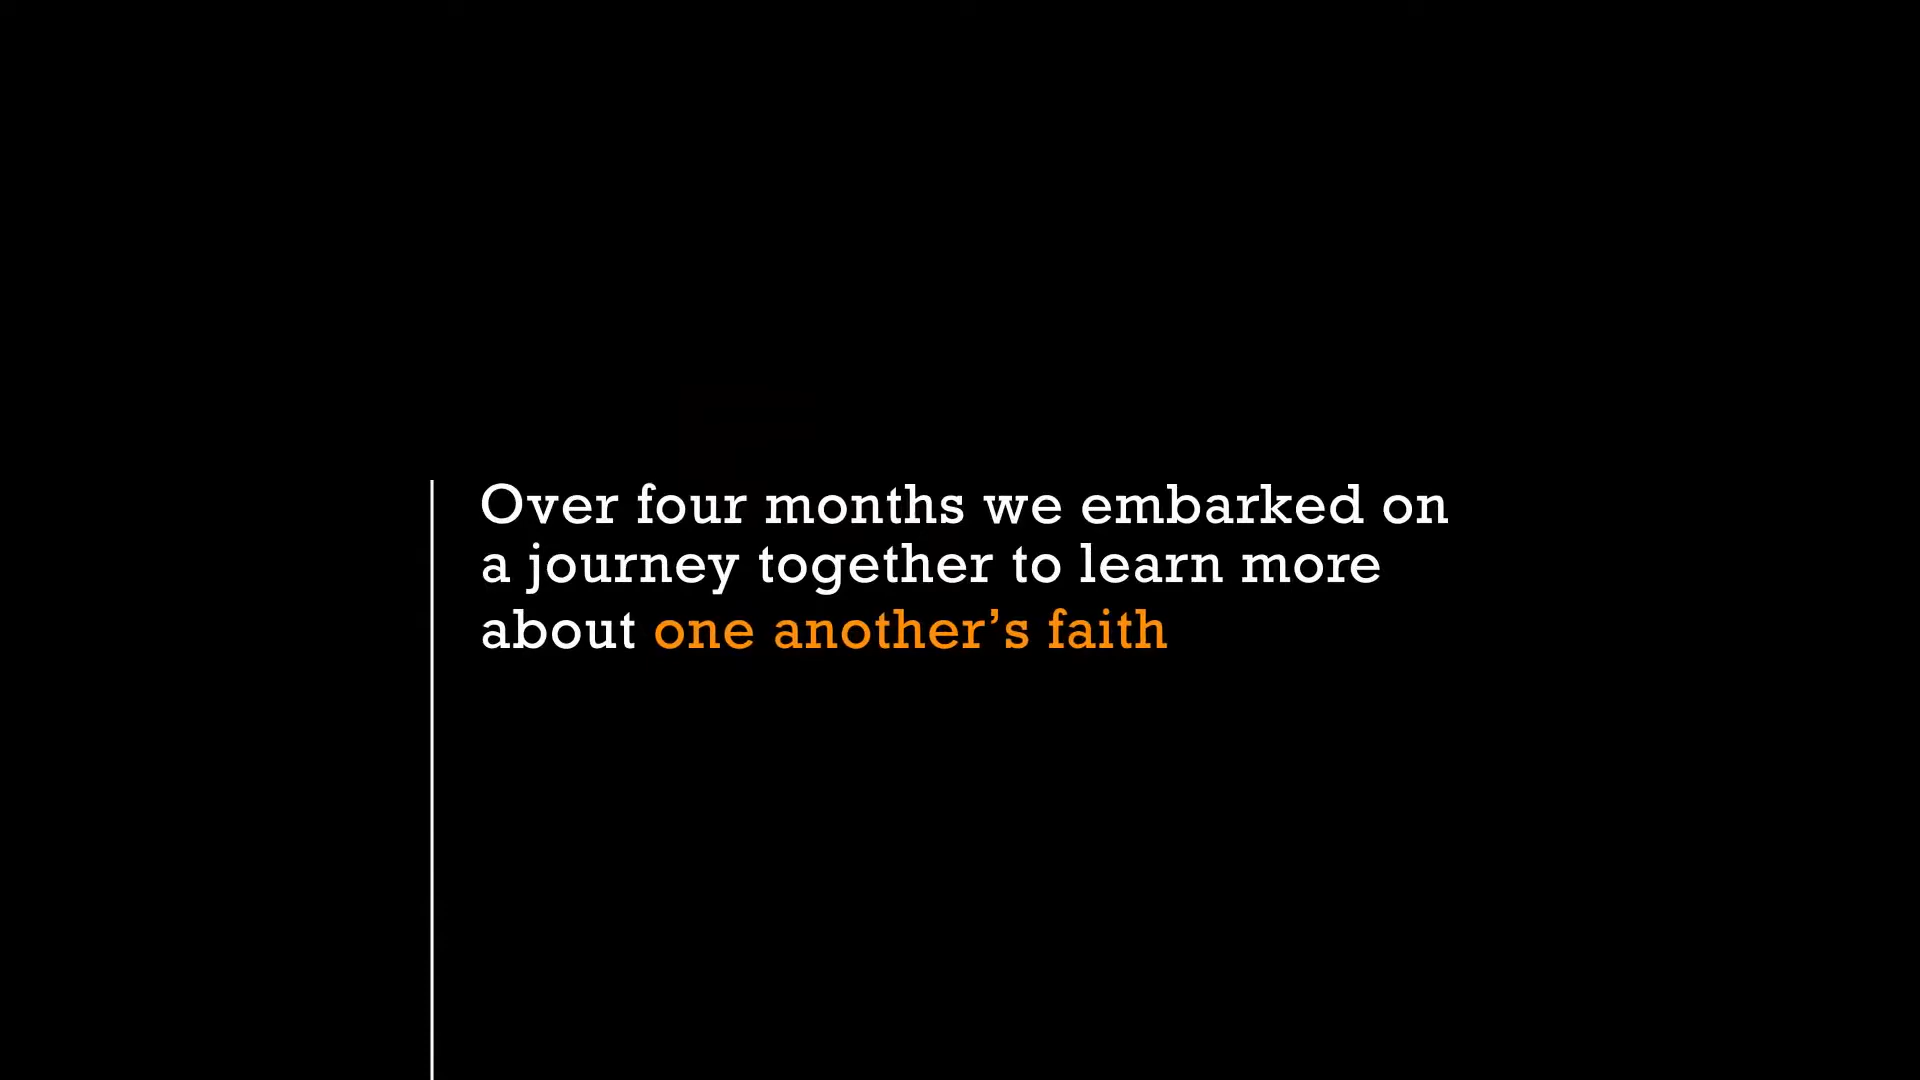 Over four months we embarked on
a journey together to learn more
about one another’s faith